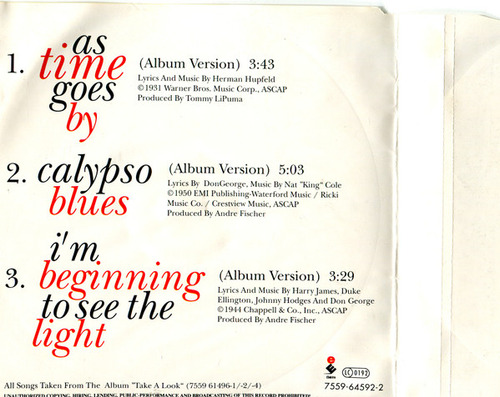 as
1. time (Album Version) 3:43
goes Lyrics And Music By Herman Hupfeld
©1931 Warner Bros. Music Corp., ASCAP
by Produced By Tommy LiPuma
2. calypso (Album Version) 5:03
blues Lyrics By DonGeorge, Music By Nat "King" Cole
©1950 EMI Publishing-Waterford Music / Ricki
Music Co. / Crestview Music, ASCAP
Produced By Andre Fischer
i'm
3. beginning (Album Version) 3:29
to see the Lyrics And Music By Harry James, Duke
Ellington, Johnny Hodges And Don George
light ©1944 Chappell & Co., Inc., ASCAP
Produced By Andre Fischer
LC 0193
All Songs Taken From The Album "Take A Look" (7559 61496-1/-2/-4) 7559-64592-2
UNAUTHORIZED COPYING, HIRING, LENDING, PUBLIC-PERFORMANCE AND BROADCASTING OF THIS RECORD PROHIBITED